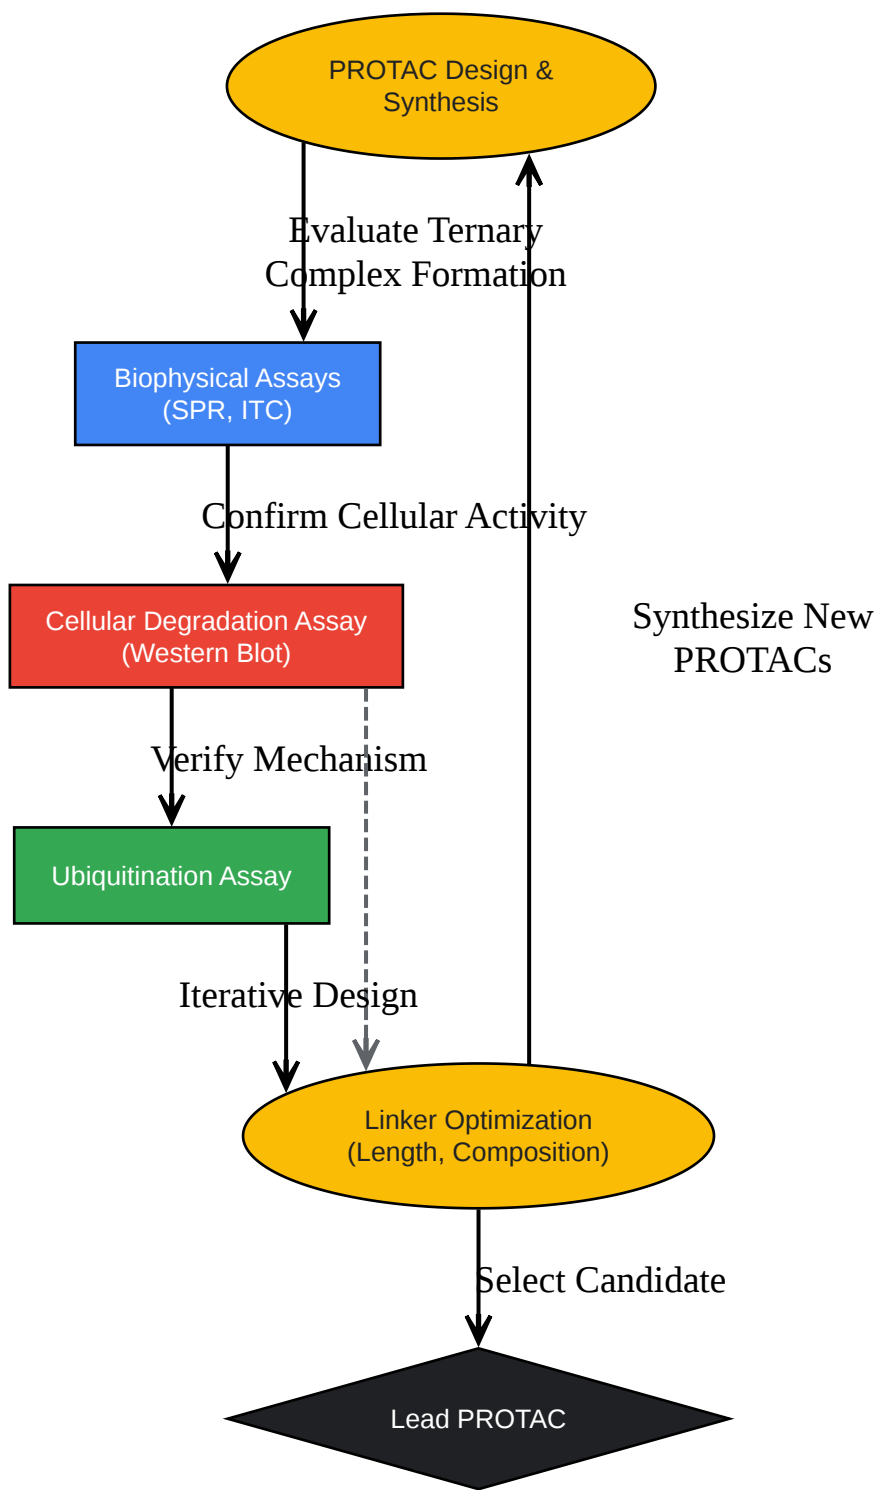 PROTAC Design &
Synthesis
Evaluate Ternary
Complex Formation
Biophysical Assays
(SPR, ITC)
Confirm Cellular Activity
Cellular Degradation Assay
(Western Blot)
Synthesize New
PROTACs
Verify Mechanism
Ubiquitination Assay
Iterative Design
Linker Optimization
(Length, Composition)
Select Candidate
Lead PROTAC